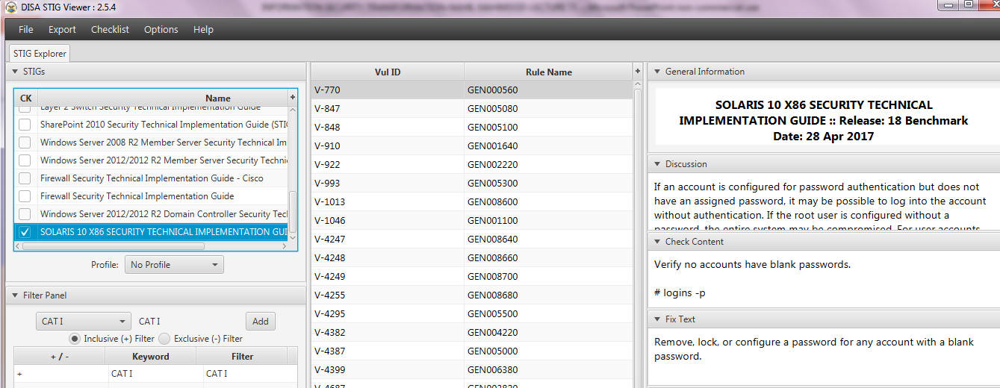 DISA STIG Viewer : 2.5.4
File Export Checklist Options Help
STIG Explorer
STIGs
CK Name +
Layer 2 Switch Security Technical Implementation Guide
SharePoint 2010 Security Technical Implementation Guide (STIG
Windows Server 2008 R2 Member Server Security Technical Im
Windows Server 2012/2012 R2 Member Server Security Techni
Firewall Security Technical Implementation Guide - Cisco
Firewall Security Technical Implementation Guide
Windows Server 2012/2012 R2 Domain Controller Security Tec
SOLARIS 10 X86 SECURITY TECHNICAL IMPLEMENTATION GUI
Profile: No Profile
Filter Panel
CAT I CAT I Add
Inclusive (+) Filter Exclusive (-) Filter
+ / - Keyword Filter
+ CAT I CAT I
Vul ID Rule Name +
V-770 GEN000560
V-847 GEN005080
V-848 GEN005100
V-910 GEN001640
V-922 GEN002220
V-993 GEN005300
V-1013 GEN008600
V-1046 GEN001100
V-4247 GEN008640
V-4248 GEN008660
V-4249 GEN008700
V-4255 GEN008680
V-4295 GEN005500
V-4382 GEN004220
V-4387 GEN005000
V-4399 GEN006380
V-4687 GEN003820
General Information
SOLARIS 10 X86 SECURITY TECHNICAL
IMPLEMENTATION GUIDE :: Release: 18 Benchmark
Date: 28 Apr 2017
Discussion
If an account is configured for password authentication but does not
have an assigned password, it may be possible to log into the account
without authentication. If the root user is configured without a
password, the entire system may be compromised. For user accounts
Check Content
Verify no accounts have blank passwords.
# logins -p
Fix Text
Remove, lock, or configure a password for any account with a blank
password.